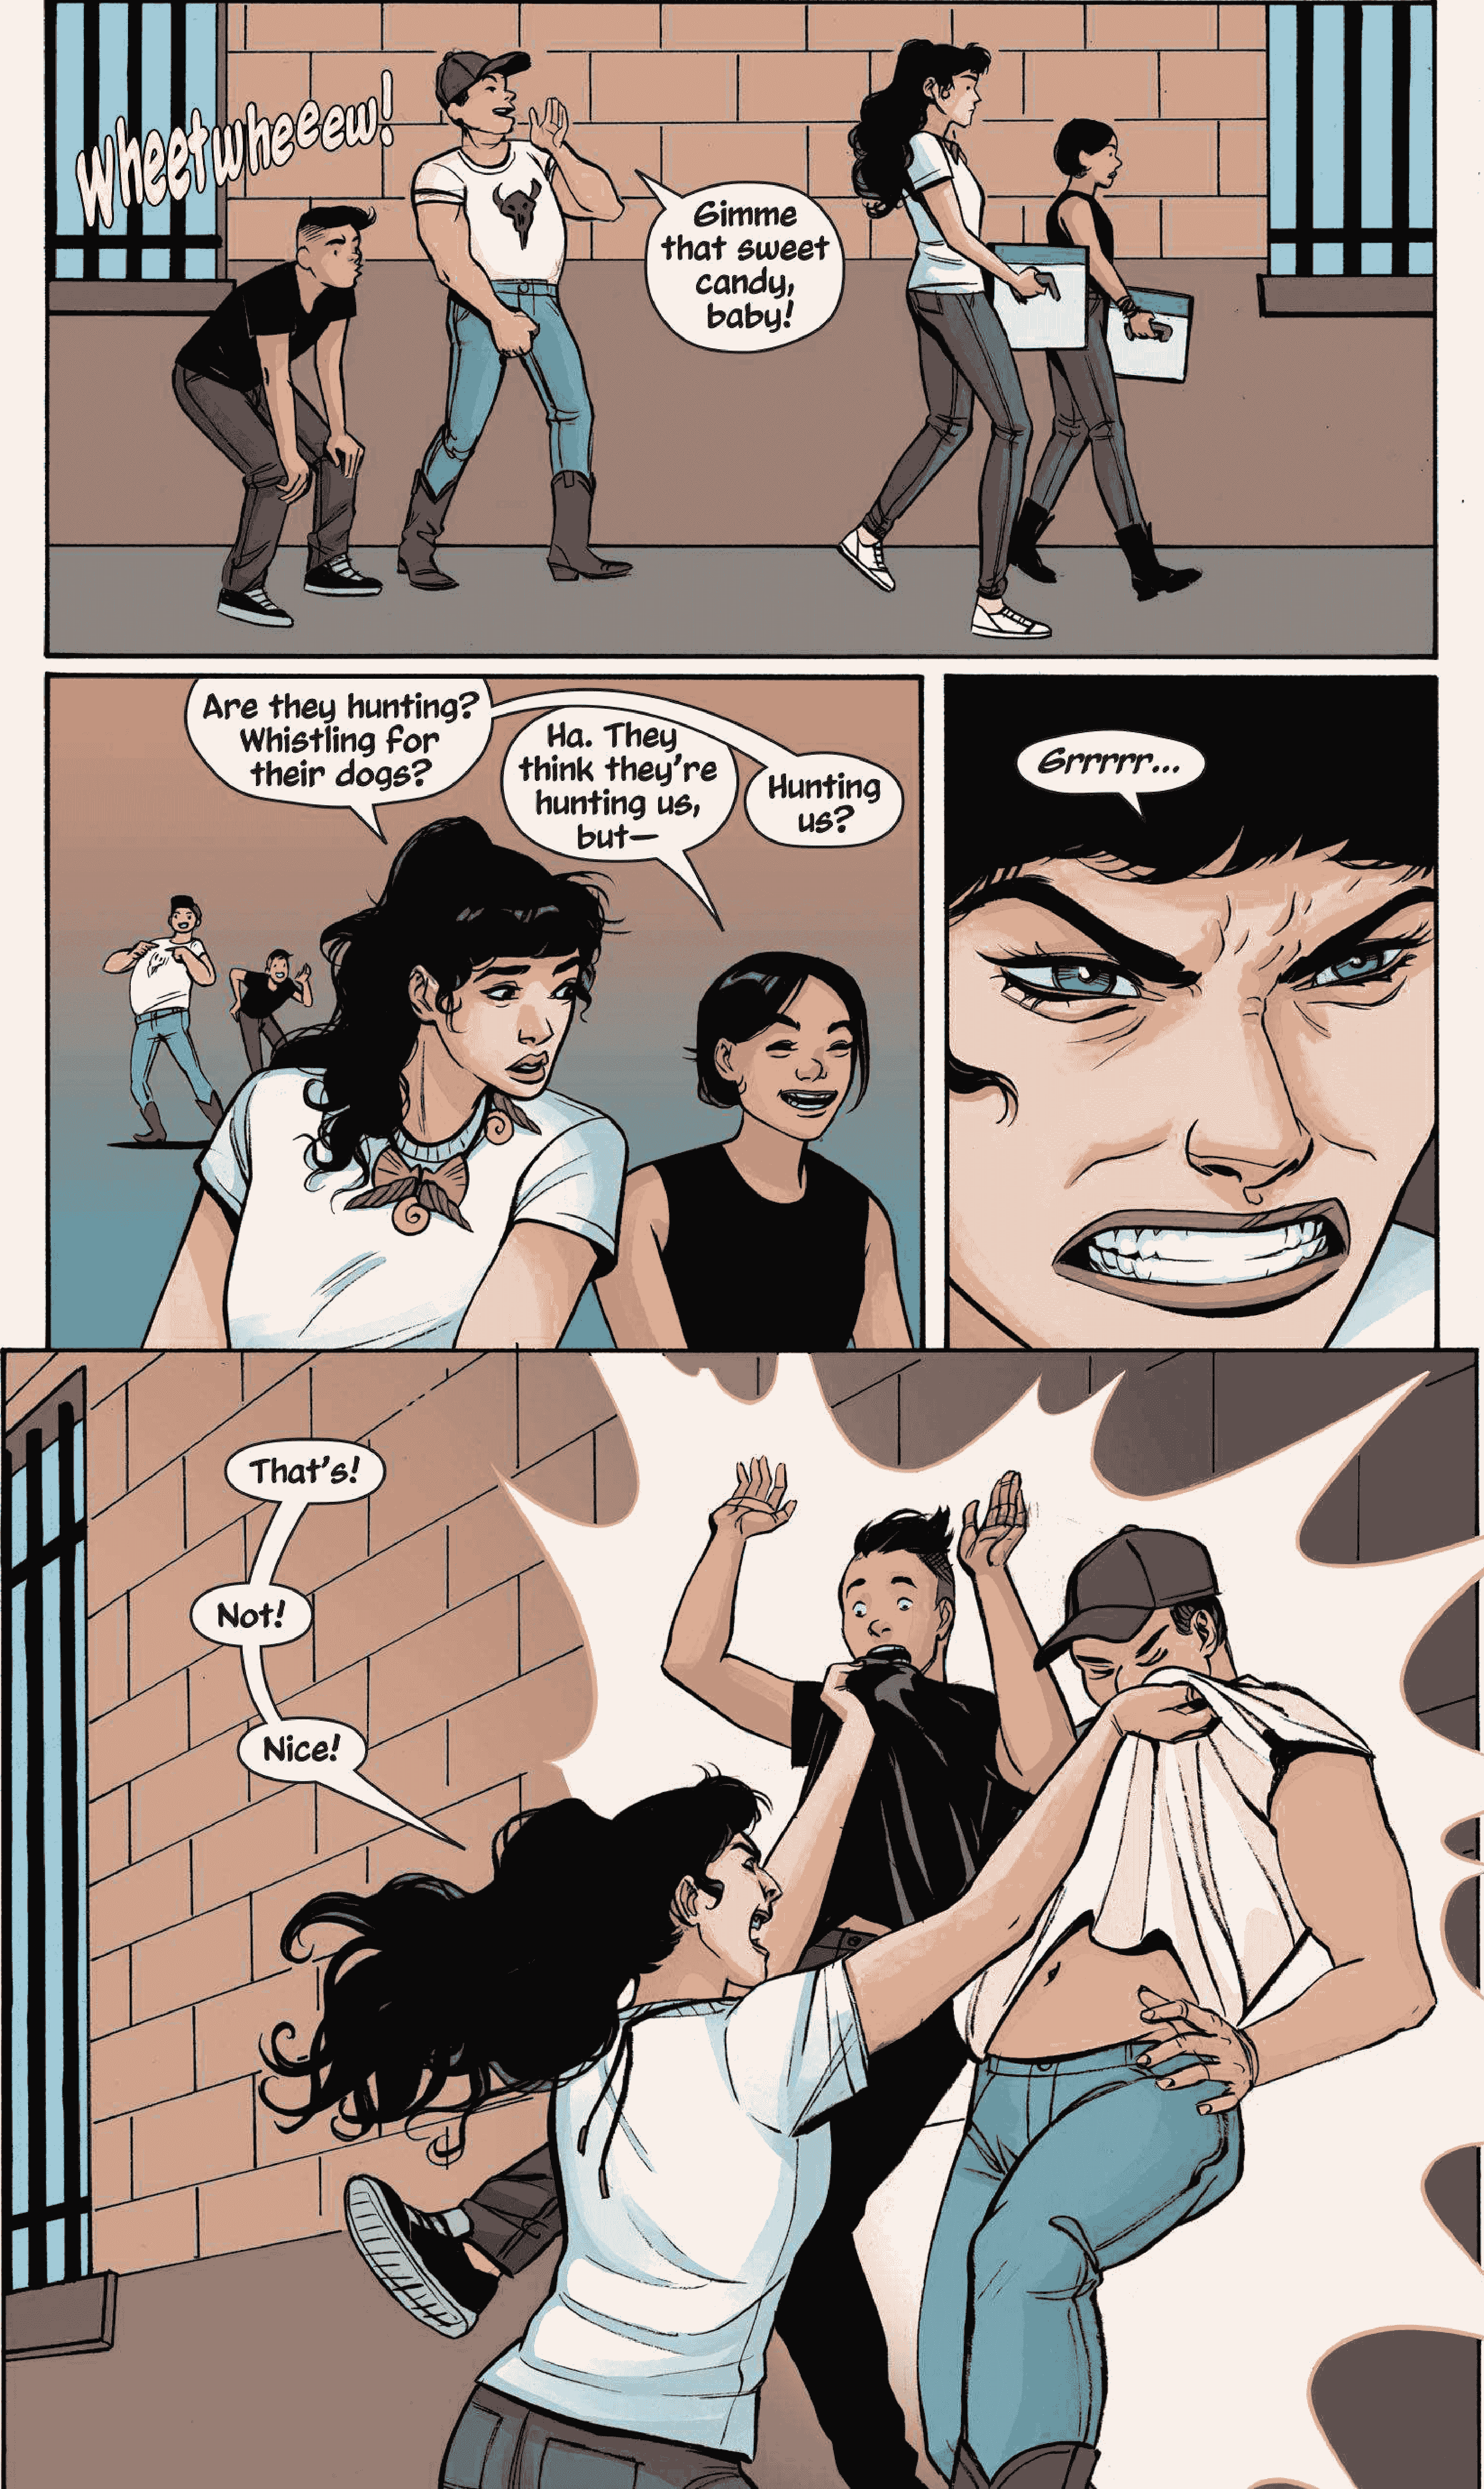 Wheetwheeew!
Gimme
that sweet
candy,
baby!
Are they hunting?
Whistling for
their dogs?
Ha. They
think they're
hunting us,
but—
Hunting
us?
Grrrrr...
That's!
Not!
Nice!